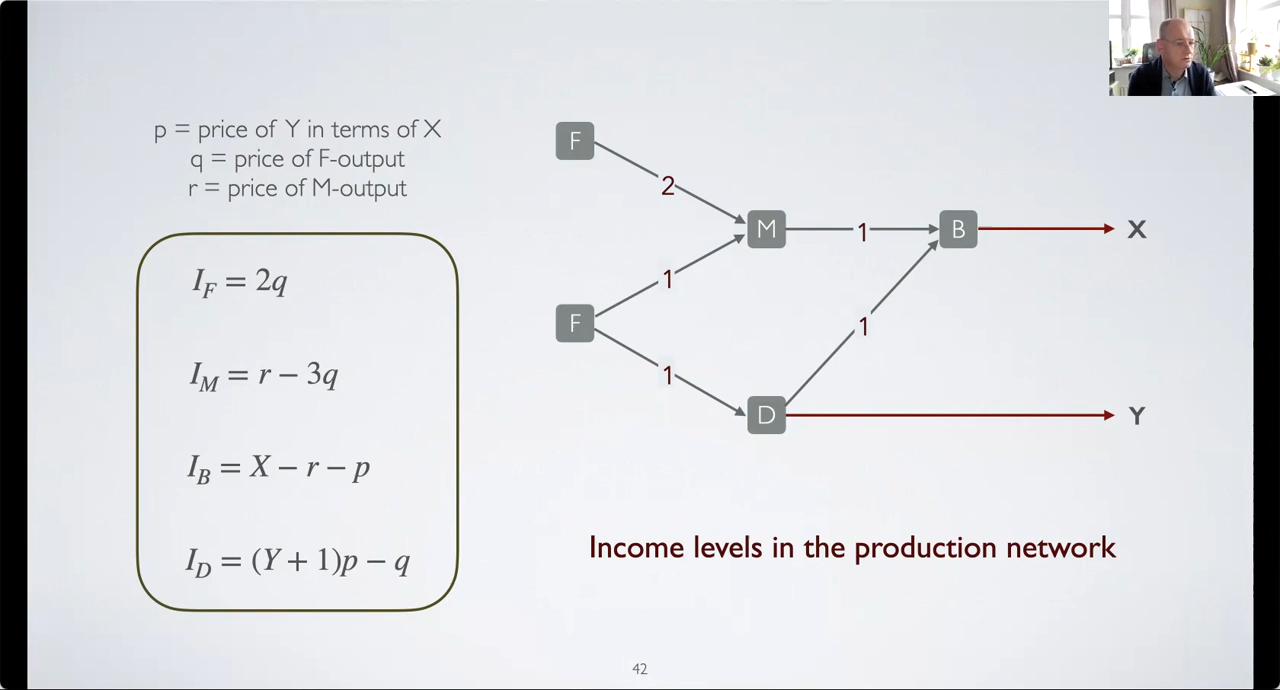 p = price of Y in terms of X
q = price of F-output
r = price of M-output
I_F = 2q
I_M = r − 3q
I_B = X − r − p
I_D = (Y + 1)p − q
F
2
M
1
B
X
1
F
1
1
D
Y
Income levels in the production network
42